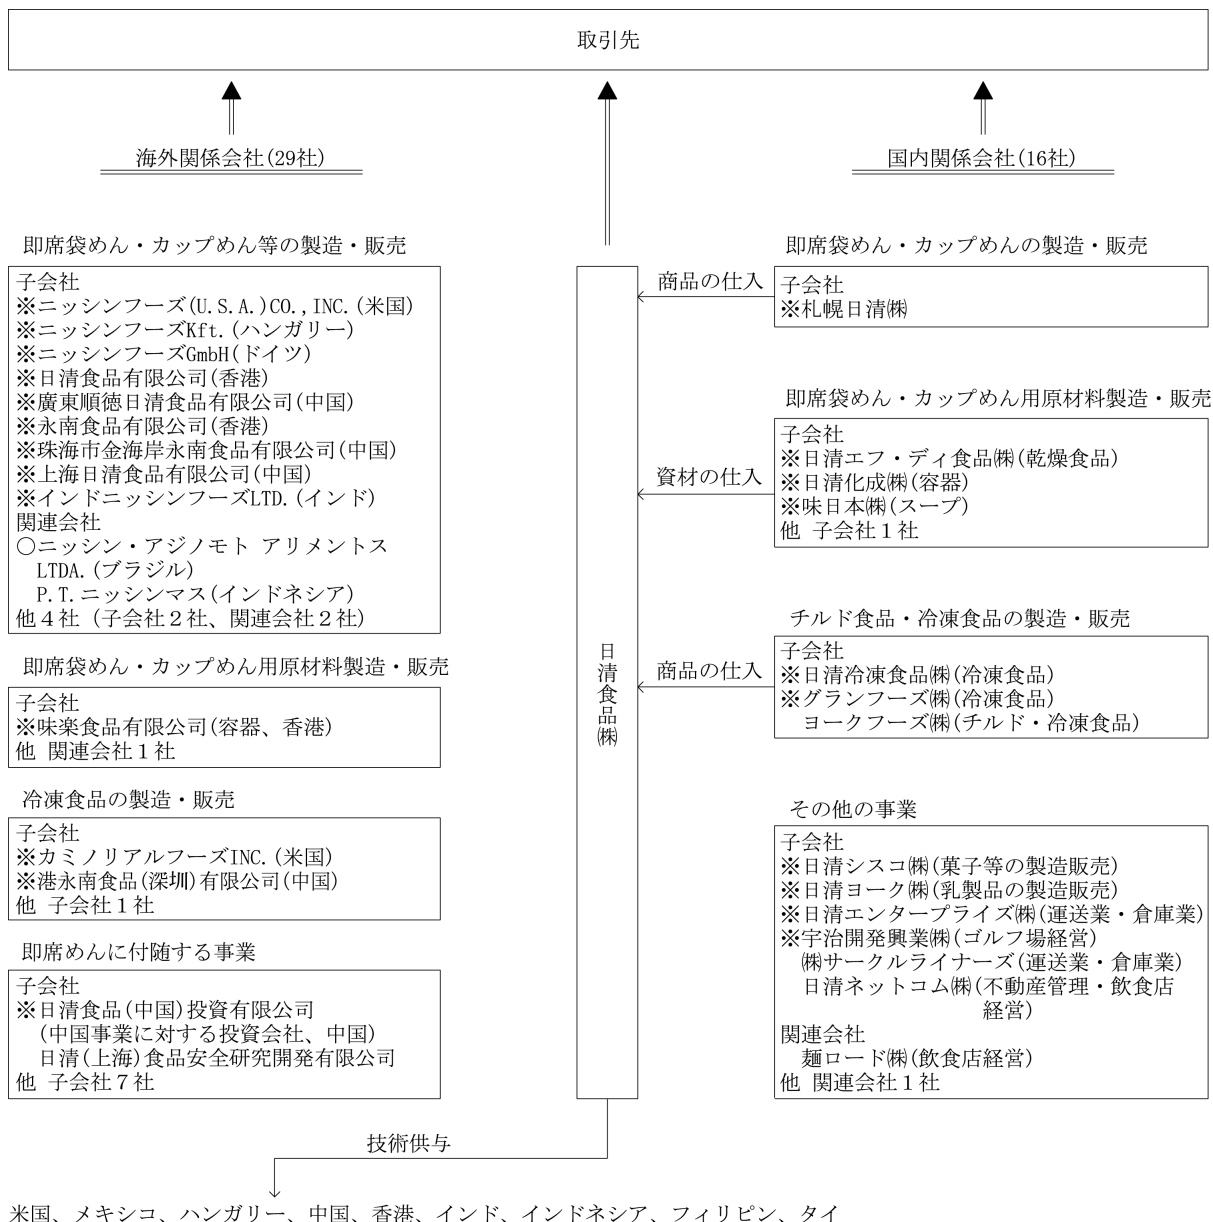 取引先
海外関係会社(29社)
国内関係会社(16社)
即席袋めん・カップめん等の製造・販売
子会社
※ニッシンフーズ(U.S.A.)CO.,INC.(米国)
※ニッシンフーズKft.(ハンガリー)
※ニッシンフーズGmbH(ドイツ)
※日清食品有限公司(香港)
※廣東順徳日清食品有限公司(中国)
※永南食品有限公司(香港)
※珠海市金海岸永南食品有限公司(中国)
※上海日清食品有限公司(中国)
※インドニッシンフーズLTD.(インド)
関連会社
○ニッシン・アジノモト アリメントス
LTDA.(ブラジル)
P.T.ニッシンマス(インドネシア)
他４社（子会社２社、関連会社２社）
即席袋めん・カップめん用原材料製造・販売
子会社
※味楽食品有限公司(容器、香港)
他 関連会社１社
冷凍食品の製造・販売
子会社
※カミノリアルフーズINC.(米国)
※港永南食品(深圳)有限公司(中国)
他 子会社１社
即席めんに付随する事業
子会社
※日清食品(中国)投資有限公司
(中国事業に対する投資会社、中国)
日清(上海)食品安全研究開発有限公司
他 子会社７社
日清食品㈱
商品の仕入
資材の仕入
商品の仕入
即席袋めん・カップめんの製造・販売
子会社
※札幌日清㈱
即席袋めん・カップめん用原材料製造・販売
子会社
※日清エフ・ディ食品㈱(乾燥食品)
※日清化成㈱(容器)
※味日本㈱(スープ)
他 子会社１社
チルド食品・冷凍食品の製造・販売
子会社
※日清冷凍食品㈱(冷凍食品)
※グランフーズ㈱(冷凍食品)
ヨークフーズ㈱(チルド・冷凍食品)
その他の事業
子会社
※日清シスコ㈱(菓子等の製造販売)
※日清ヨーク㈱(乳製品の製造販売)
※日清エンタープライズ㈱(運送業・倉庫業)
※宇治開発興業㈱(ゴルフ場経営)
㈱サークルライナーズ(運送業・倉庫業)
日清ネットコム㈱(不動産管理・飲食店
経営)
関連会社
麺ロード㈱(飲食店経営)
他 関連会社１社
技術供与
米国、メキシコ、ハンガリー、中国、香港、インド、インドネシア、フィリピン、タイ